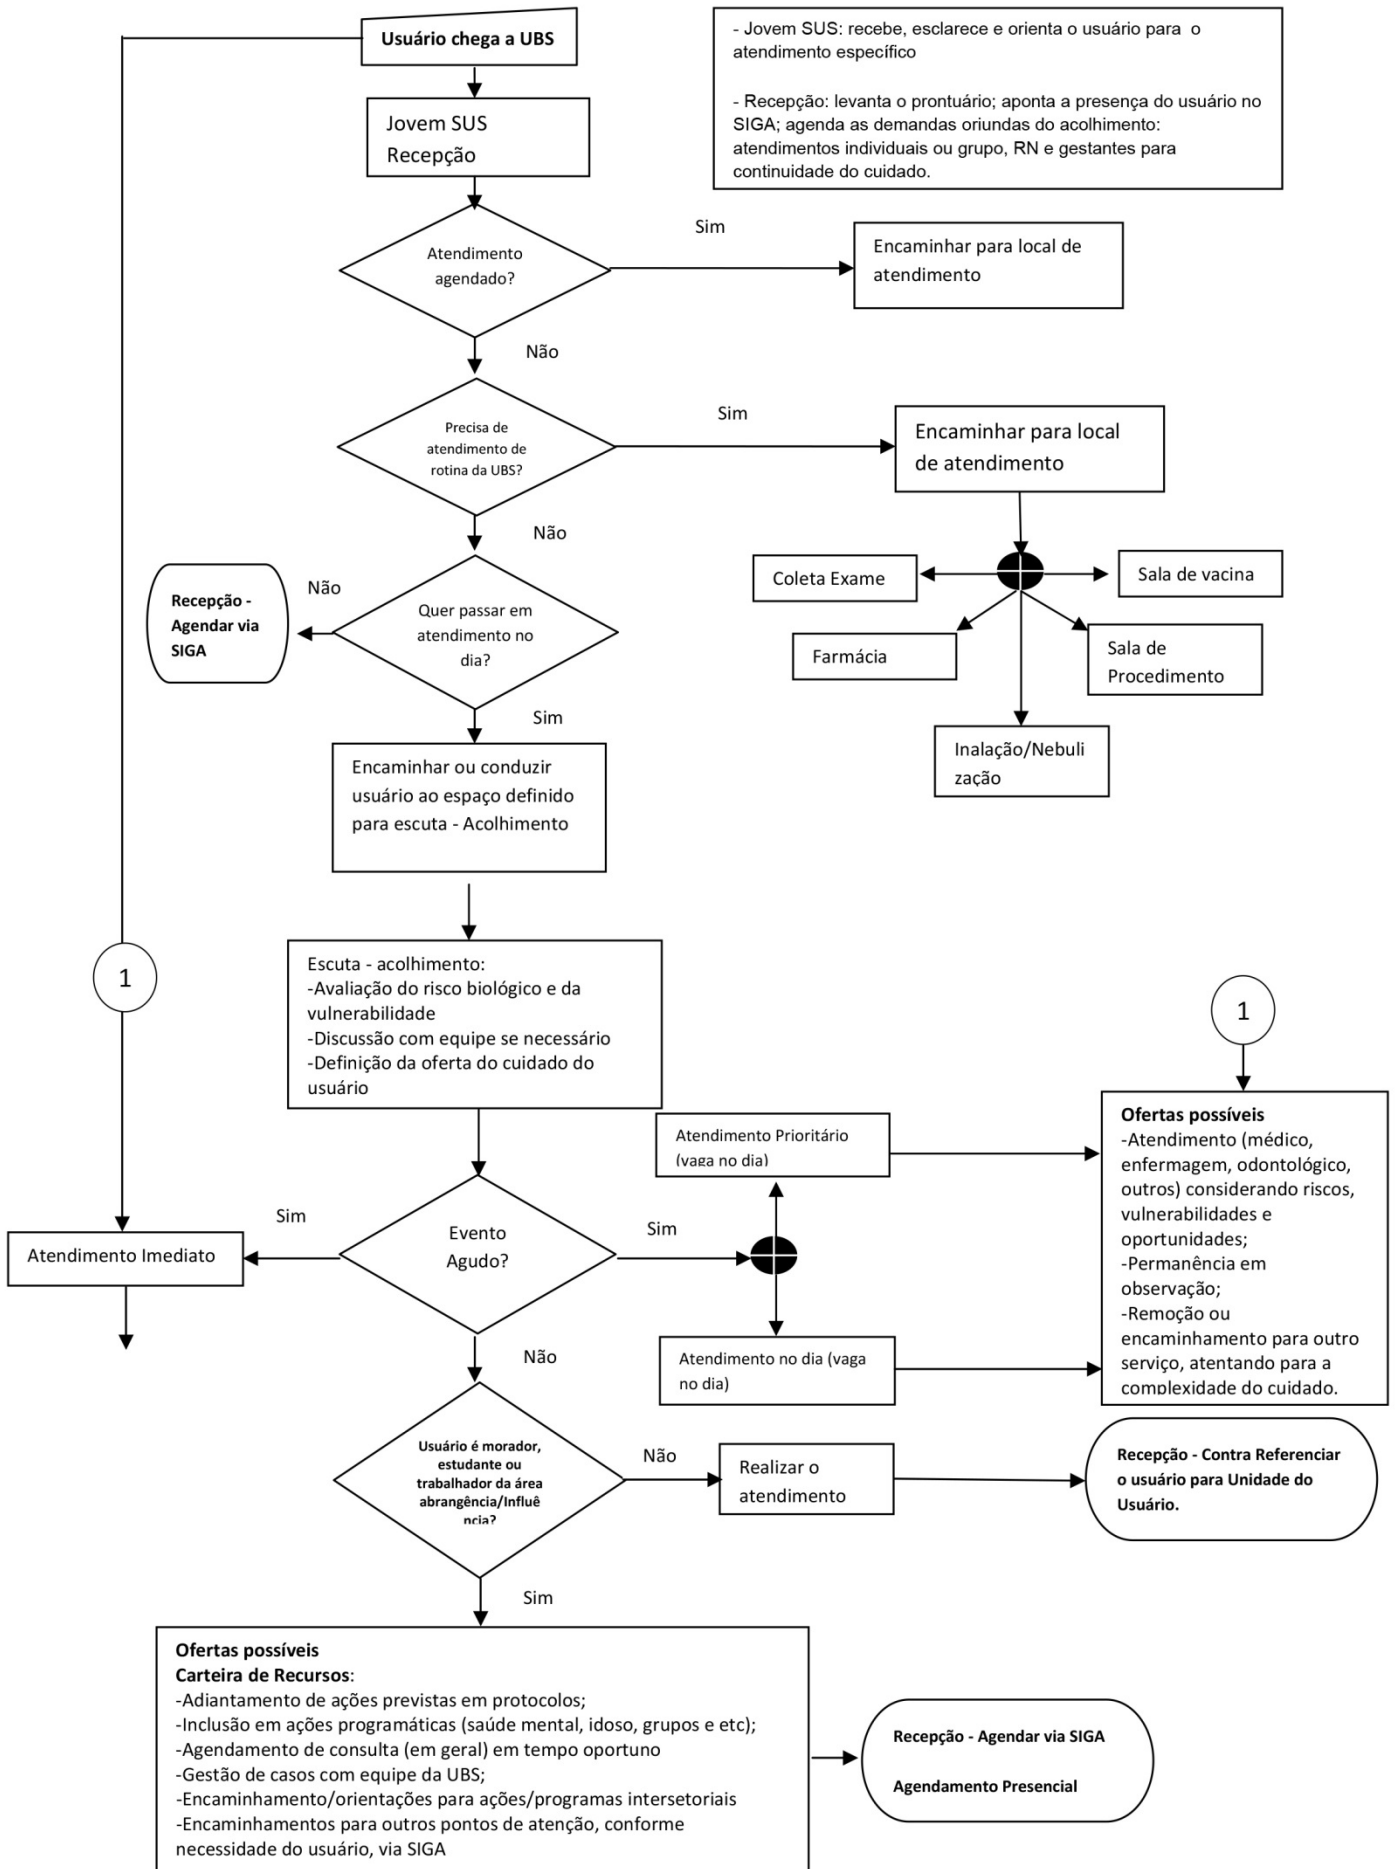 Usuário chega a UBS
- Jovem SUS: recebe, esclarece e orienta o usuário para o
atendimento específico
- Recepção: levanta o prontuário; aponta a presença do usuário no
SIGA; agenda as demandas oriundas do acolhimento:
atendimentos individuais ou grupo, RN e gestantes para
continuidade do cuidado.
Jovem SUS
Recepção
Atendimento
agendado?
Sim
Encaminhar para local de
atendimento
Não
Precisa de
atendimento de
rotina da UBS?
Sim
Encaminhar para local
de atendimento
Não
Coleta Exame
Sala de vacina
Farmácia
Sala de
Procedimento
Inalação/Nebuli
zação
Quer passar em
atendimento no
dia?
Não
Recepção -
Agendar via
SIGA
Sim
Encaminhar ou conduzir
usuário ao espaço definido
para escuta - Acolhimento
1
Escuta - acolhimento:
-Avaliação do risco biológico e da
vulnerabilidade
-Discussão com equipe se necessário
-Definição da oferta do cuidado do
usuário
1
Evento
Agudo?
Sim
Atendimento Imediato
Sim
Atendimento Prioritário
(vaga no dia)
Atendimento no dia (vaga
no dia)
Ofertas possíveis
-Atendimento (médico,
enfermagem, odontológico,
outros) considerando riscos,
vulnerabilidades e
oportunidades;
-Permanência em
observação;
-Remoção ou
encaminhamento para outro
serviço, atentando para a
complexidade do cuidado.
Não
Usuário é morador,
estudante ou
trabalhador da área
abrangência/Influê
ncia?
Não
Realizar o
atendimento
Recepção - Contra Referenciar
o usuário para Unidade do
Usuário.
Sim
Ofertas possíveis
Carteira de Recursos:
-Adiantamento de ações previstas em protocolos;
-Inclusão em ações programáticas (saúde mental, idoso, grupos e etc);
-Agendamento de consulta (em geral) em tempo oportuno
-Gestão de casos com equipe da UBS;
-Encaminhamento/orientações para ações/programas intersetoriais
-Encaminhamentos para outros pontos de atenção, conforme
necessidade do usuário, via SIGA
Recepção - Agendar via SIGA
Agendamento Presencial